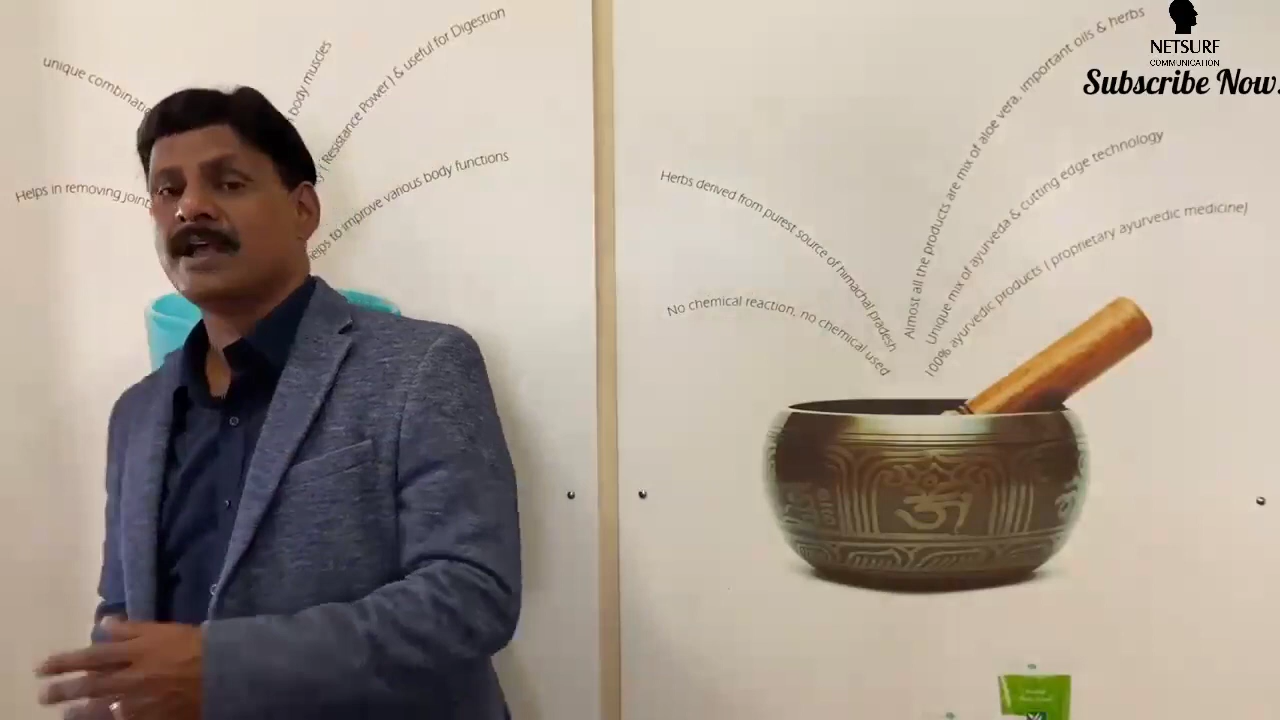 unique combinatio
body muscles
( Resistance Power ) & useful for Digestion
Helps in removing joint
helps to improve various body functions
NETSURF
COMMUNICATION
Subscribe Now
Herbs derived from purest source of himachal pradesh
No chemical reaction, no chemical used
Almost all the products are mix of aloe vera, important oils & herbs
Unique mix of ayurveda & cutting edge technology
100% ayurvedic products ( proprietary ayurvedic medicine)